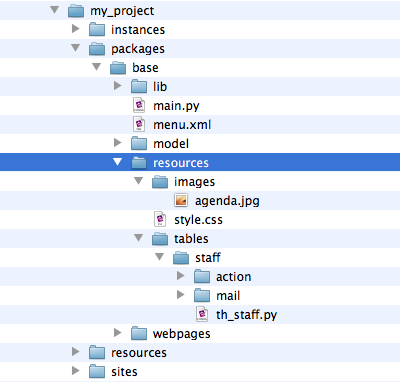 my_project
instances
packages
base
lib
main.py
menu.xml
model
resources
images
agenda.jpg
style.css
tables
staff
action
mail
th_staff.py
webpages
resources
sites